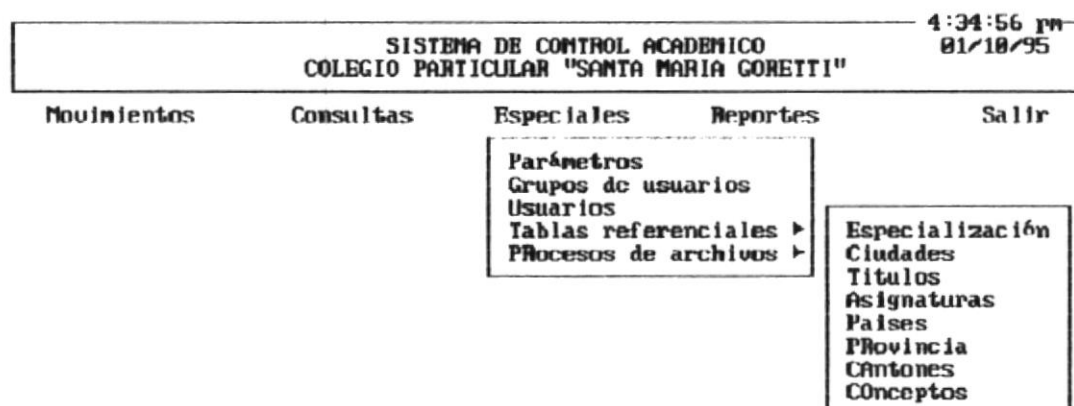 4:34:56 pm
SISTEMA DE CONTROL ACADEMICO 01/10/95
COLEGIO PARTICULAR "SANTA MARIA GORETTI"
Movimientos Consultas Especiales Reportes Salir
Parámetros
Grupos de usuarios
Usuarios
Tablas referenciales ►
PRocesos de archivos ►
Especialización
Ciudades
Titulos
Asignaturas
Paises
PRovincia
CAntones
COnceptos